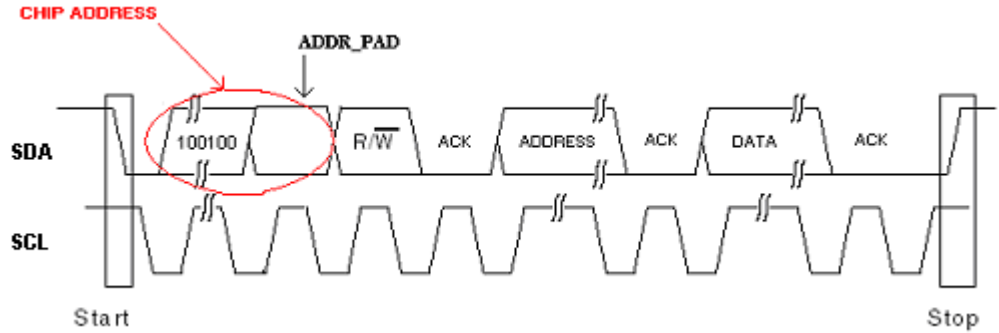 CHIP ADDRESS
ADDR_PAD
SDA
100100 R/W ACK ADDRESS ACK DATA ACK
SCL
Start Stop